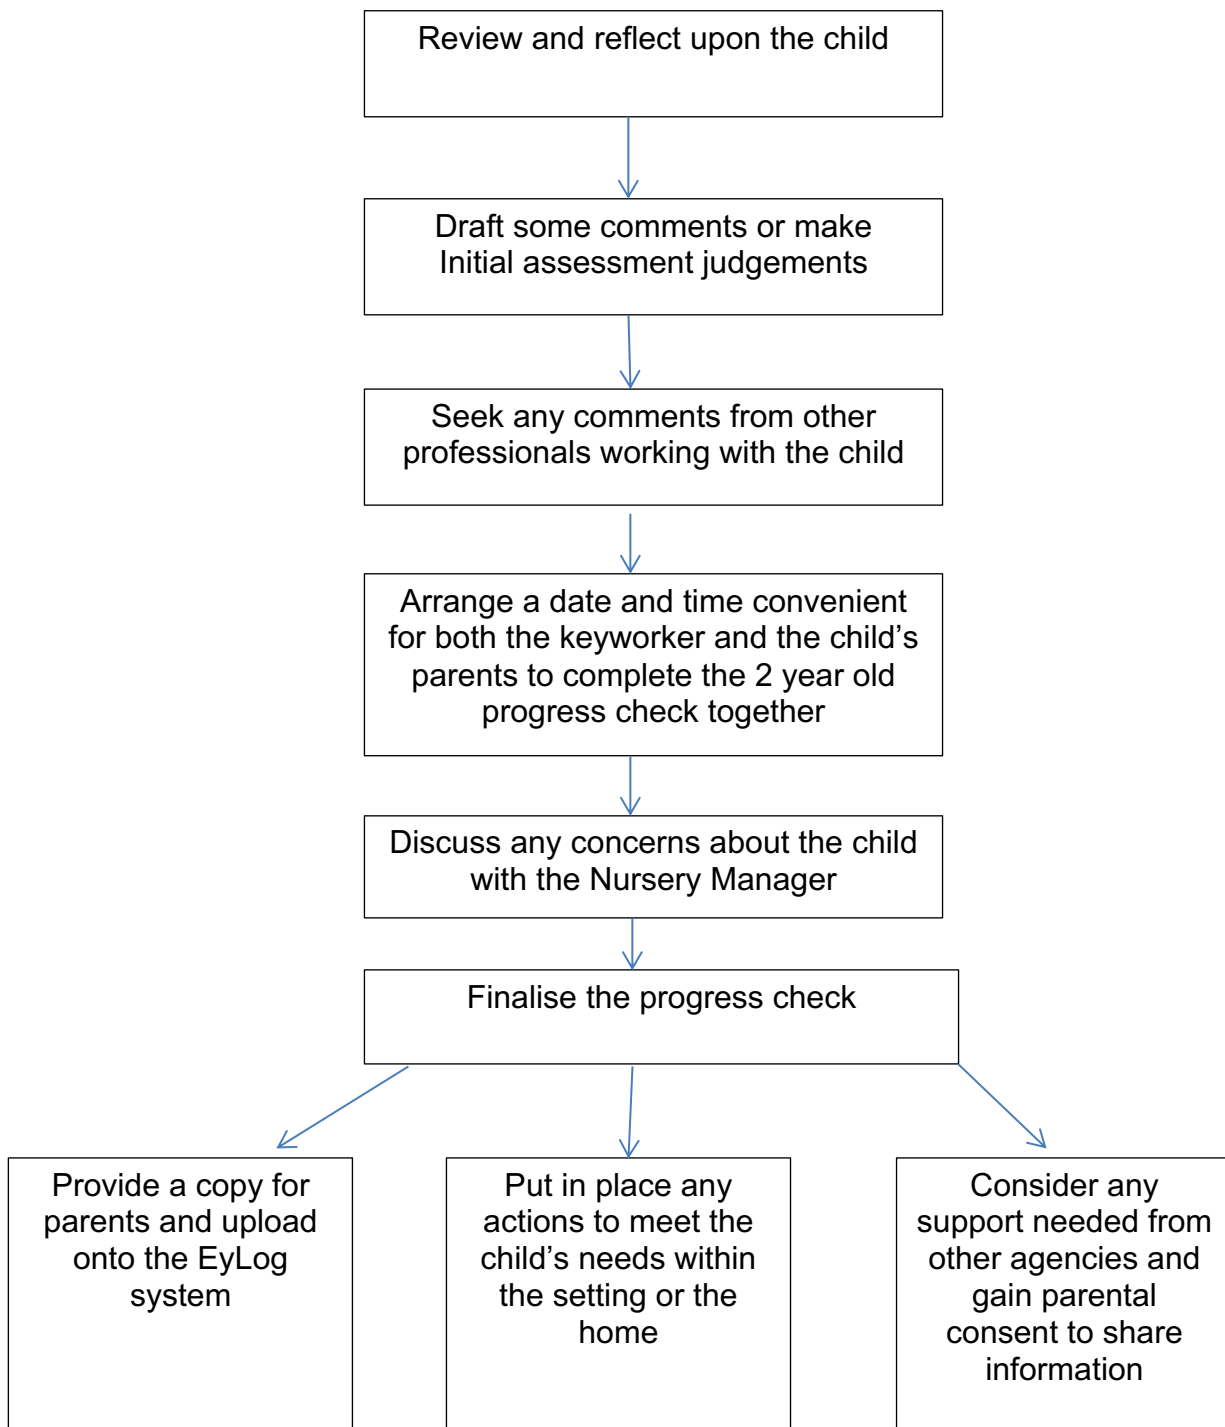 Review and reflect upon the child
Draft some comments or make
Initial assessment judgements
Seek any comments from other
professionals working with the child
Arrange a date and time convenient
for both the keyworker and the child’s
parents to complete the 2 year old
progress check together
Discuss any concerns about the child
with the Nursery Manager
Finalise the progress check
Provide a copy for
parents and upload
onto the EyLog
system
Put in place any
actions to meet the
child’s needs within
the setting or the
home
Consider any
support needed from
other agencies and
gain parental
consent to share
information